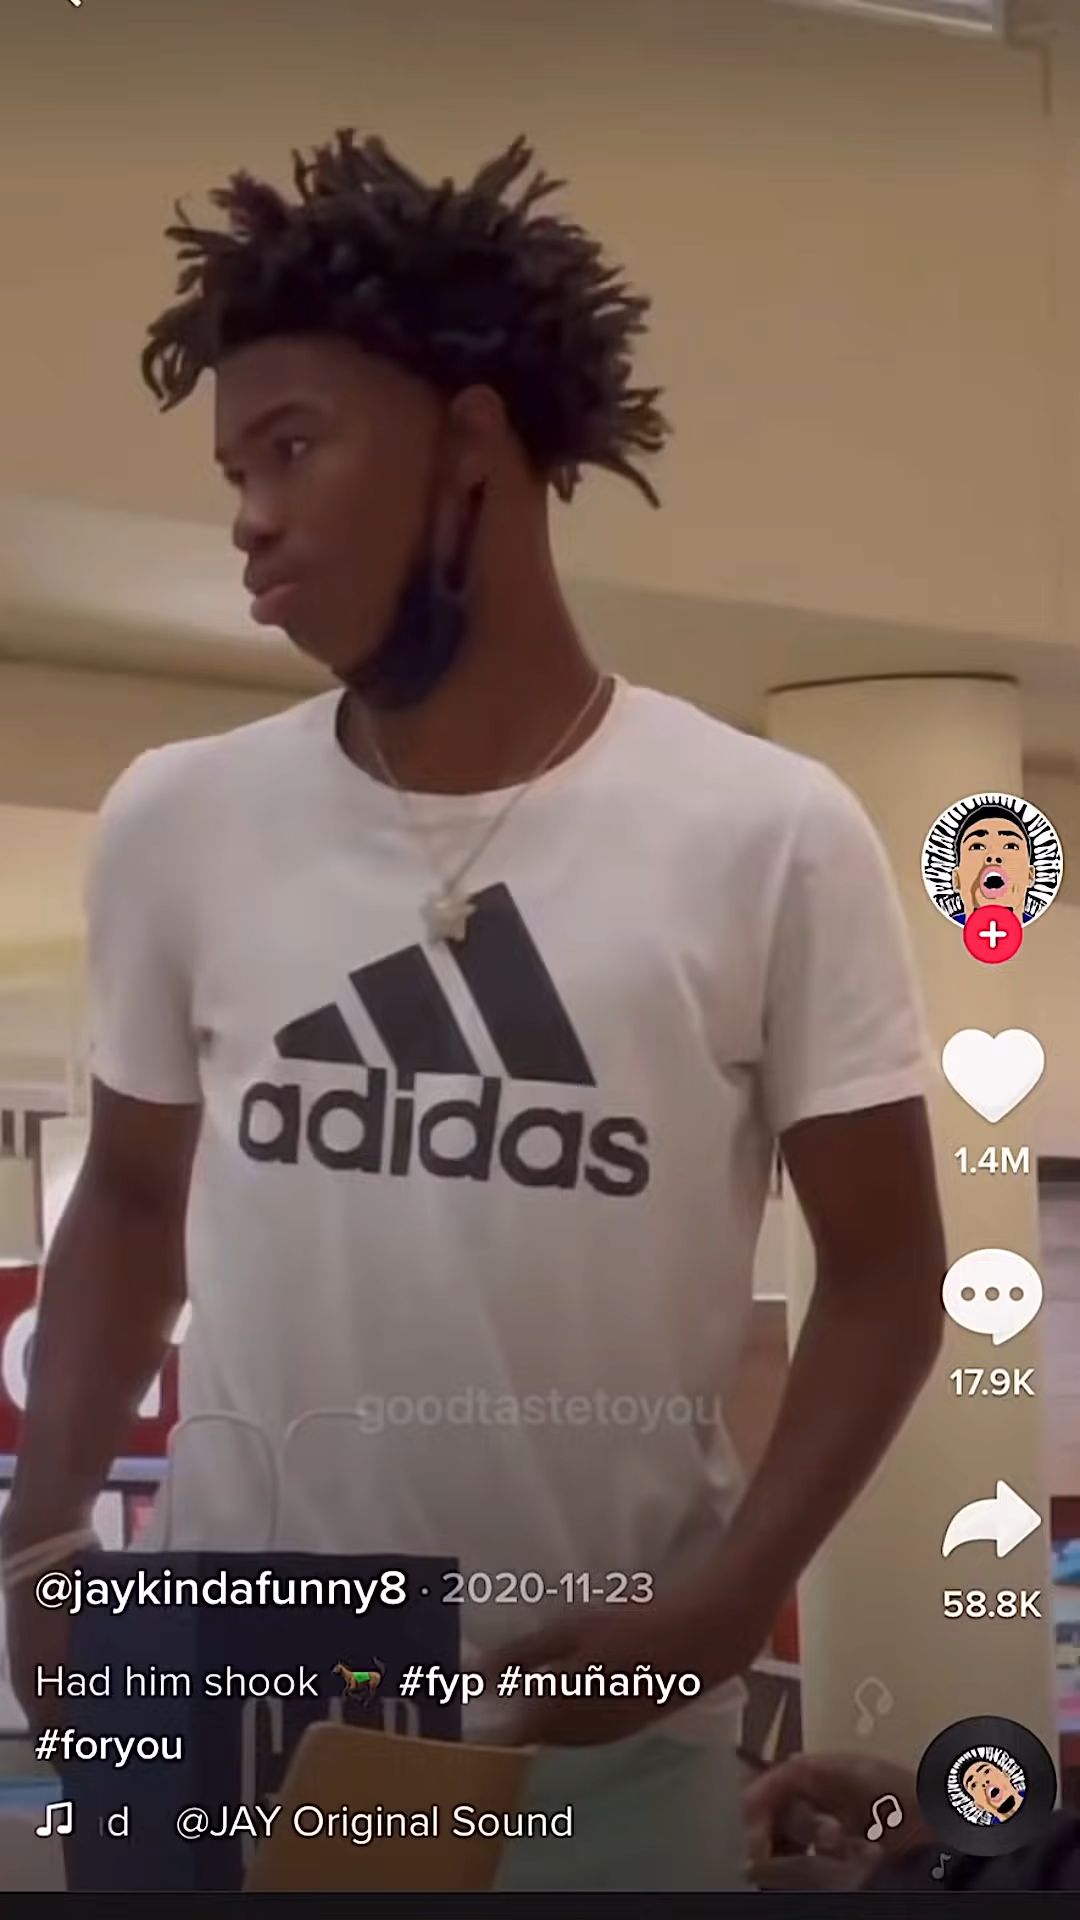 adidas
1.4M
goodtastetoyou
17.9K
58.8K
@jaykindafunny8 · 2020-11-23
Had him shook 🐕 #fyp #muñañyo
#foryou
d @JAY Original Sound
GAP